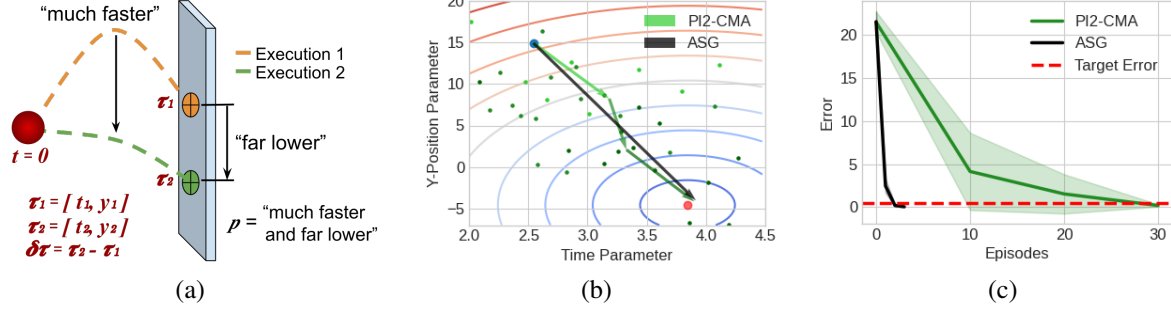 “much faster”
Execution 1
Execution 2
τ₁
“far lower”
t = 0
τ₂
τ₁ = [ t₁, y₁ ]
τ₂ = [ t₂, y₂ ]
δτ = τ₂ - τ₁
p = “much faster
and far lower”
(a)
PI2-CMA
ASG
Y-Position Parameter
20
15
10
5
0
−5
2.0 2.5 3.0 3.5 4.0 4.5
Time Parameter
(b)
PI2-CMA
ASG
Target Error
Error
20
15
10
5
0
0 10 20 30
Episodes
(c)